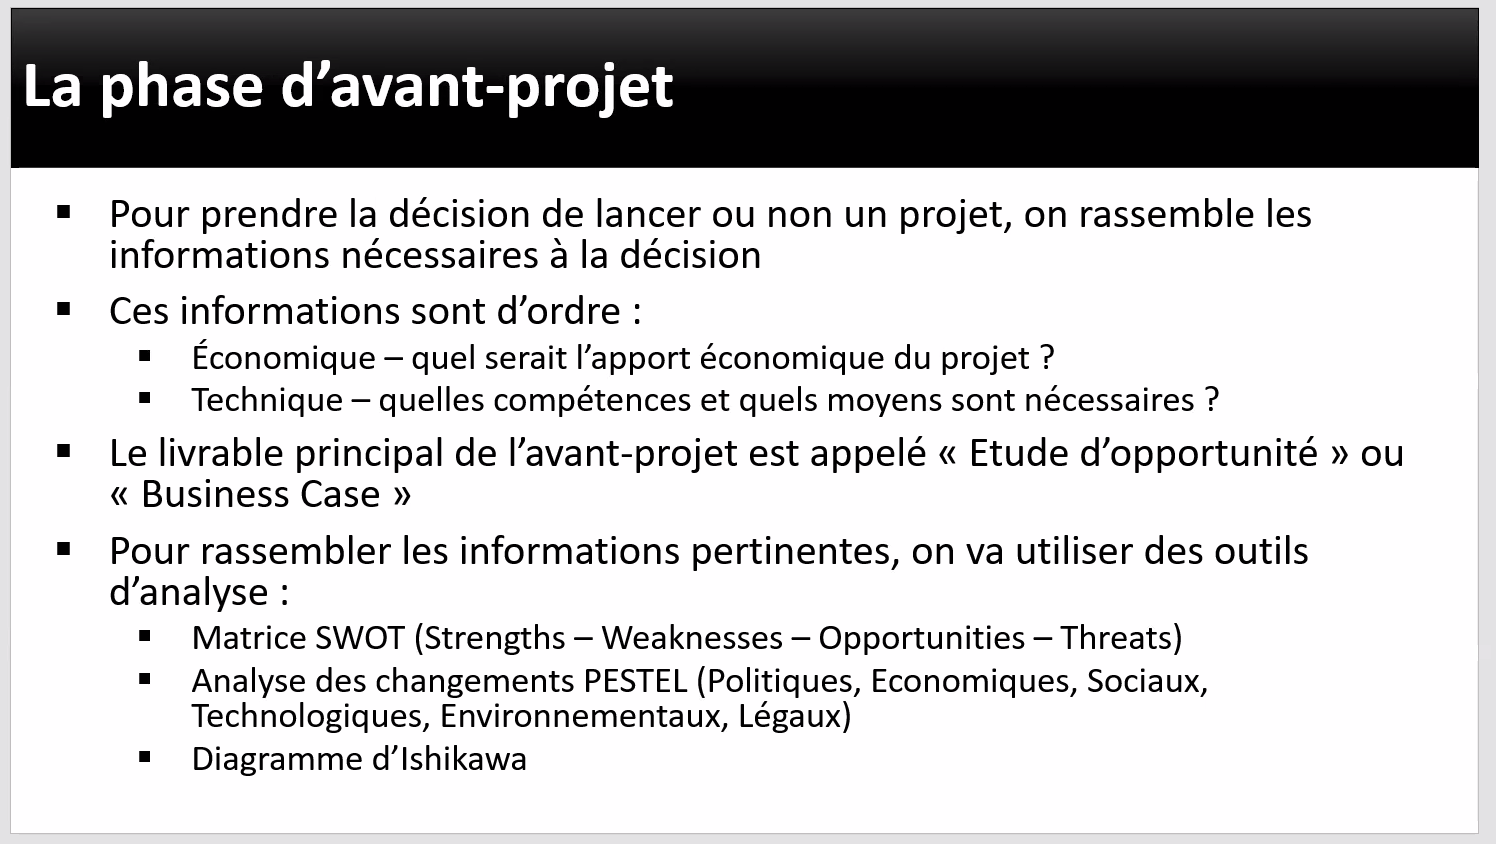 La phase d’avant-projet
▪ Pour prendre la décision de lancer ou non un projet, on rassemble les
informations nécessaires à la décision
▪ Ces informations sont d’ordre :
▪ Économique – quel serait l’apport économique du projet ?
▪ Technique – quelles compétences et quels moyens sont nécessaires ?
▪ Le livrable principal de l’avant-projet est appelé « Etude d’opportunité » ou
« Business Case »
▪ Pour rassembler les informations pertinentes, on va utiliser des outils
d’analyse :
▪ Matrice SWOT (Strengths – Weaknesses – Opportunities – Threats)
▪ Analyse des changements PESTEL (Politiques, Economiques, Sociaux,
Technologiques, Environnementaux, Légaux)
▪ Diagramme d’Ishikawa